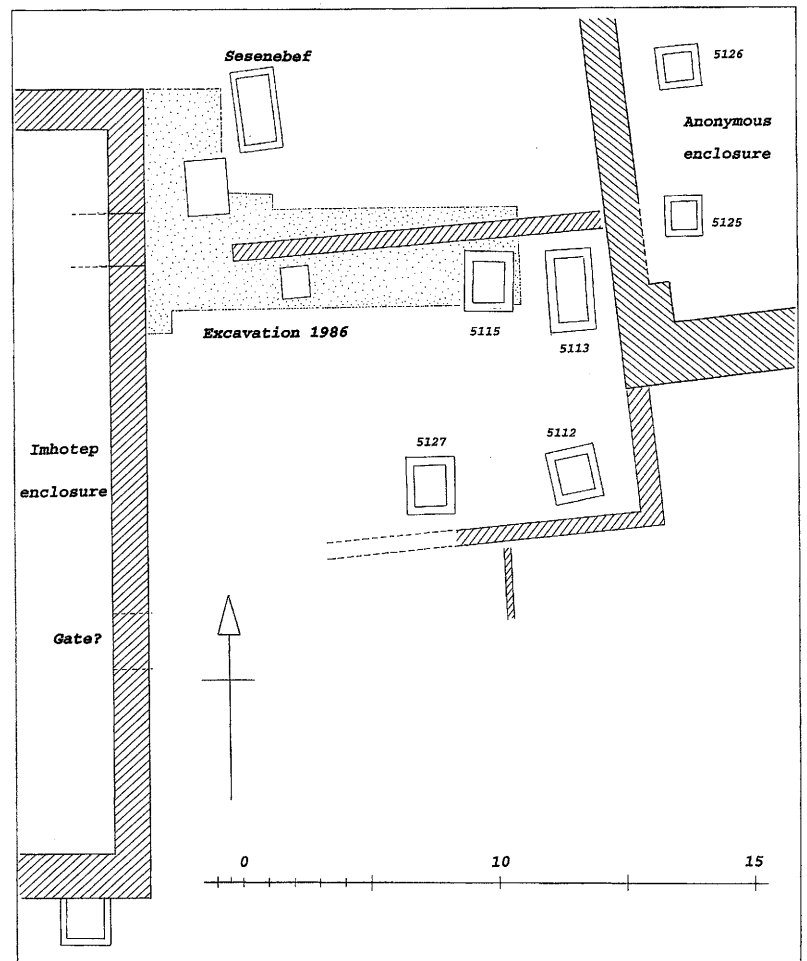 Sesenebef
5126
Anonymous
enclosure
5125
Excavation 1986
5115
5113
Imhotep
enclosure
5127
5112
Gate?
0
10
15